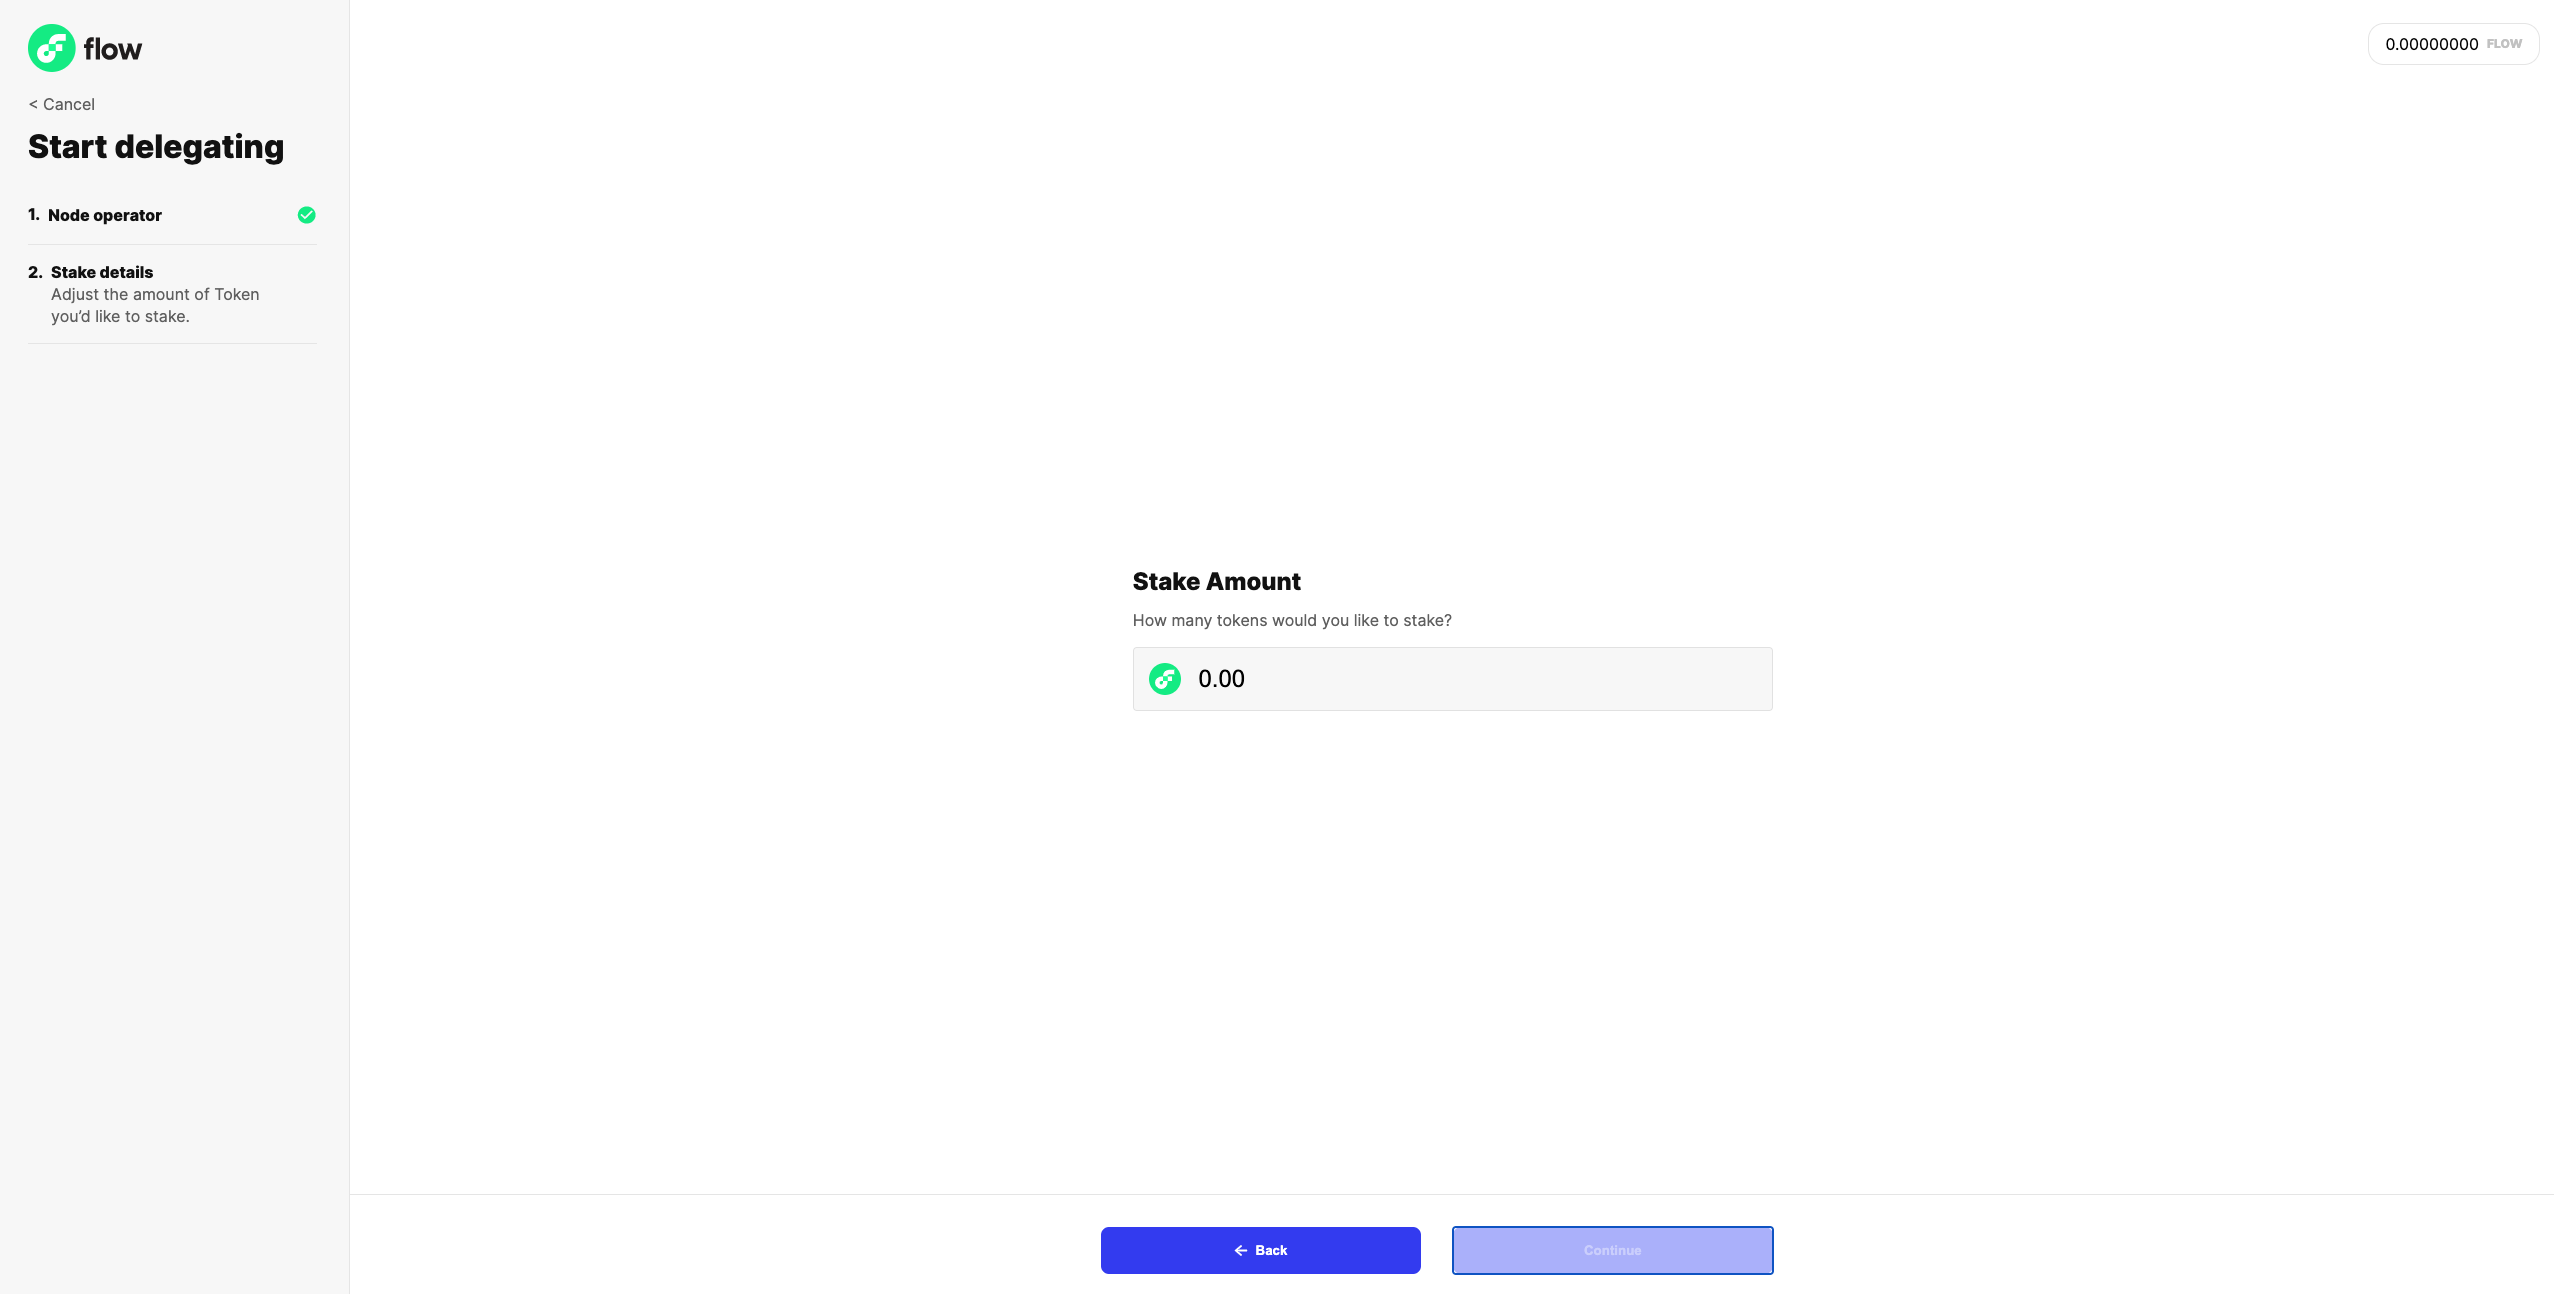 flow
< Cancel
Start delegating
1. Node operator
2. Stake details
Adjust the amount of Token
you’d like to stake.
0.00000000 FLOW
Stake Amount
How many tokens would you like to stake?
0.00
← Back
Continue